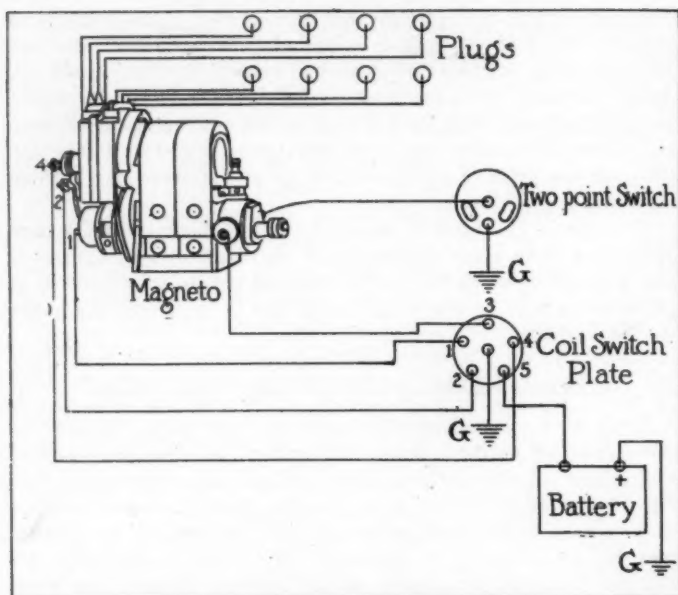 Plugs
4
2
1
Two point Switch
Magneto
G
3
1
4
Coil Switch
Plate
2
5
G
+
Battery
G